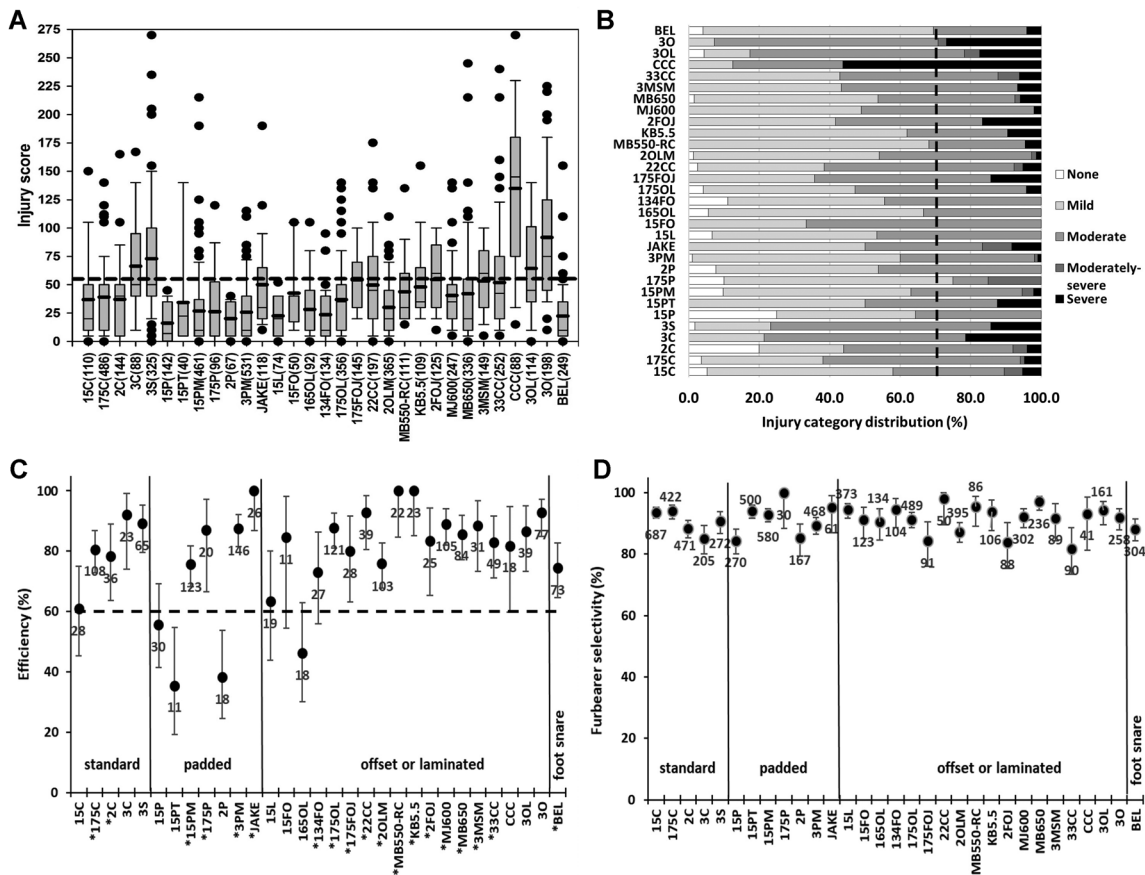 A
Injury score
275
250
225
200
175
150
125
100
75
50
25
0
15C(110)
175C(486)
2C(144)
3C(88)
3S(325)
15P(142)
15PT(40)
15PM(461)
175P(96)
2P(67)
3PM(531)
JAKE(118)
15L(74)
15FO(50)
165OL(92)
134FO(134)
175OL(356)
175FOJ(145)
22CC(197)
2OLM(365)
MB550-RC(111)
KB5.5(109)
2FOJ(125)
MJ600(247)
MB650(336)
3MSM(149)
33CC(252)
CCC(88)
3OL(114)
3O(198)
BEL(249)
B
BEL
3O
3OL
CCC
33CC
3MSM
MB650
MJ600
2FOJ
KB5.5
MB550-RC
2OLM
22CC
175FOJ
175OL
134FO
165OL
15FO
15L
JAKE
3PM
2P
175P
15PM
15PT
15P
3S
3C
2C
175C
15C
0.0 20.0 40.0 60.0 80.0 100.0
Injury category distribution (%)
None
Mild
Moderate
Moderately-
severe
Severe
C
Efficiency (%)
100
80
60
40
20
0
28
108
36
23
65
30
11
123
20
18
146
26
19
11
18
27
121
28
39
103
22
23
25
105
84
31
49
18
39
77
73
standard
padded
offset or laminated
foot snare
15C
*175C
*2C
3C
3S
15P
15PT
*15PM
*175P
2P
*3PM
*JAKE
15L
15FO
165OL
*134FO
*175OL
*175FOJ
*22CC
*2OLM
*MB550-RC
*KB5.5
*2FOJ
*MJ600
*MB650
*3MSM
*33CC
CCC
3OL
3O
*BEL
D
Furbearer selectivity (%)
100
80
60
40
20
0
687
422
471
205
272
270
500
580
30
167
468
61
373
123
134
104
489
91
50
395
86
106
88
302
236
89
90
41
161
258
304
standard
padded
offset or laminated
foot snare
15C
175C
2C
3C
3S
15P
15PT
15PM
175P
2P
3PM
JAKE
15L
15FO
165OL
134FO
175OL
175FOJ
22CC
2OLM
MB550-RC
KB5.5
2FOJ
MJ600
MB650
3MSM
33CC
CCC
3OL
3O
BEL